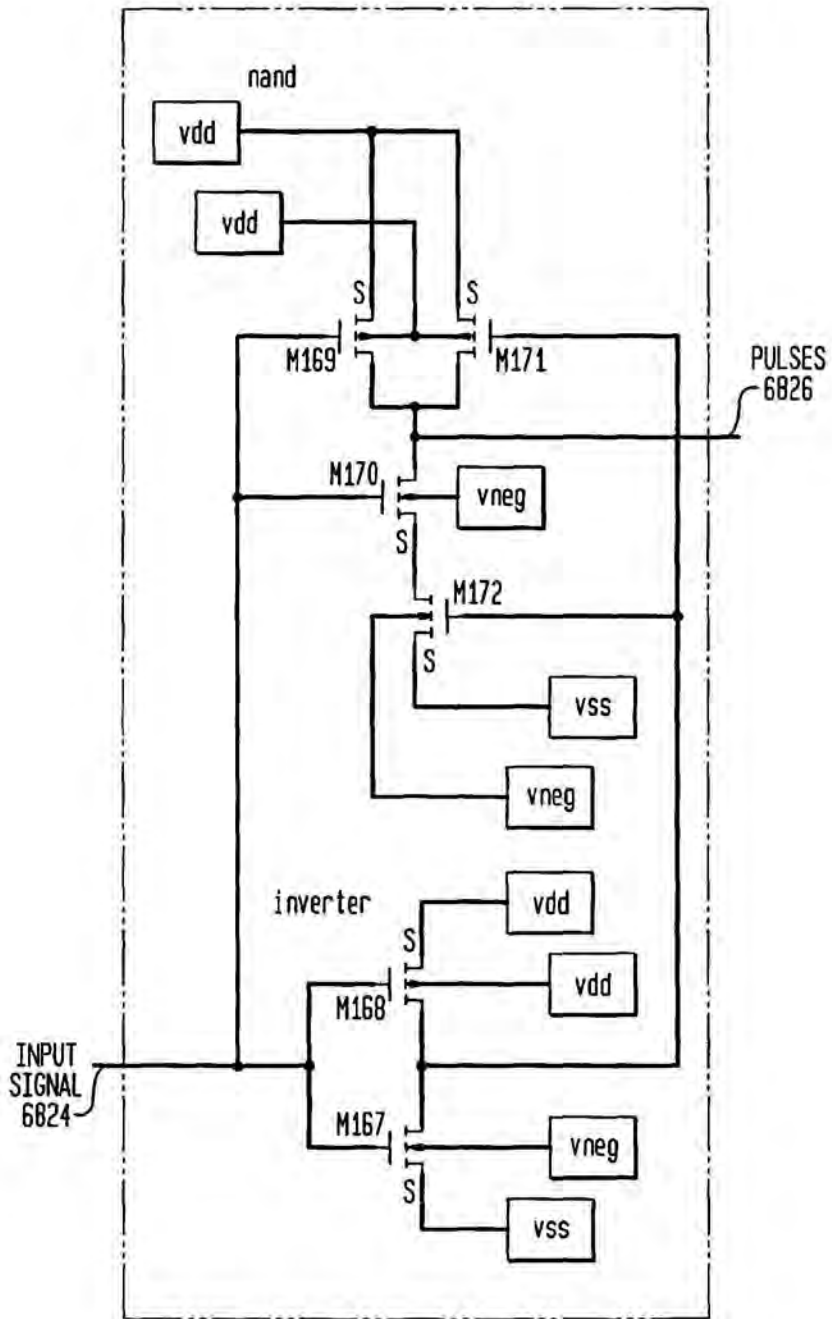 nand
vdd
vdd
S
S
M169
M171
PULSES
6826
M170
vneg
S
M172
S
vss
vneg
inverter
vdd
S
vdd
M168
INPUT
SIGNAL
6824
M167
vneg
S
vss